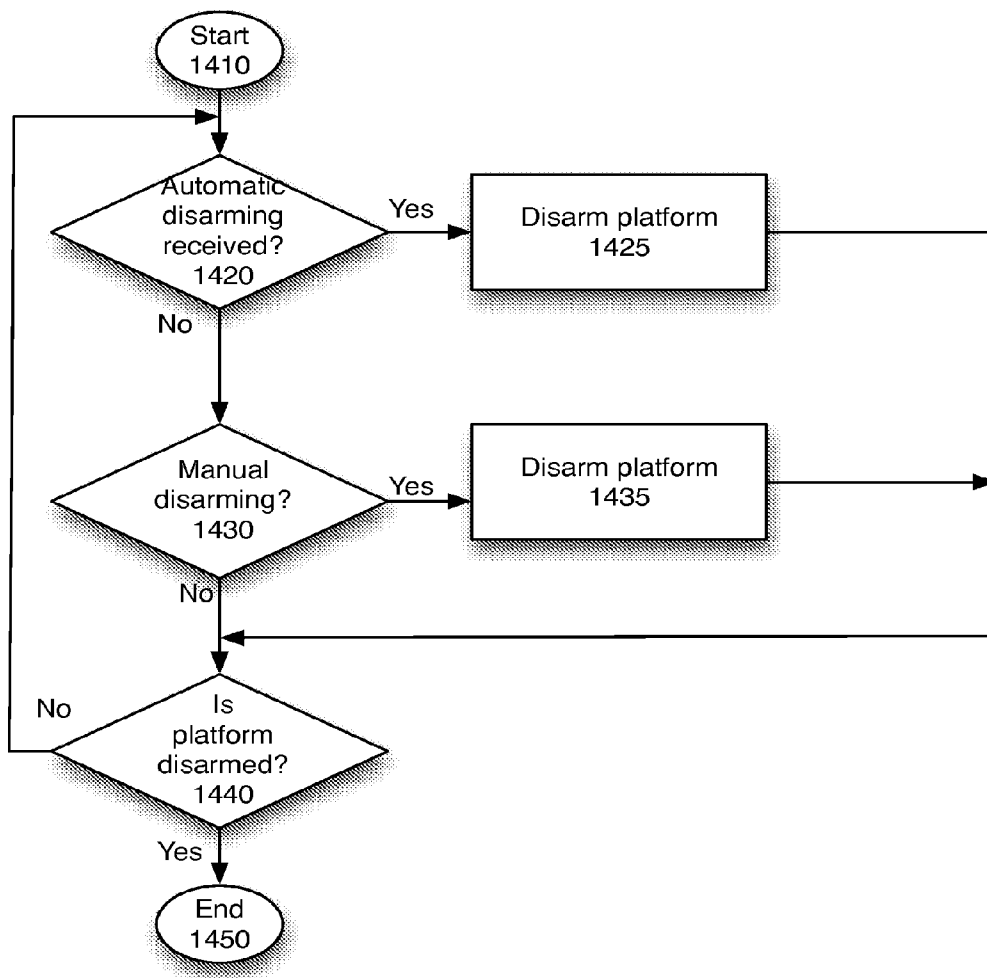 Start
1410
Automatic
disarming
received?
1420
Yes
Disarm platform
1425
No
Manual
disarming?
1430
Yes
Disarm platform
1435
No
Is
platform
disarmed?
1440
No
Yes
End
1450